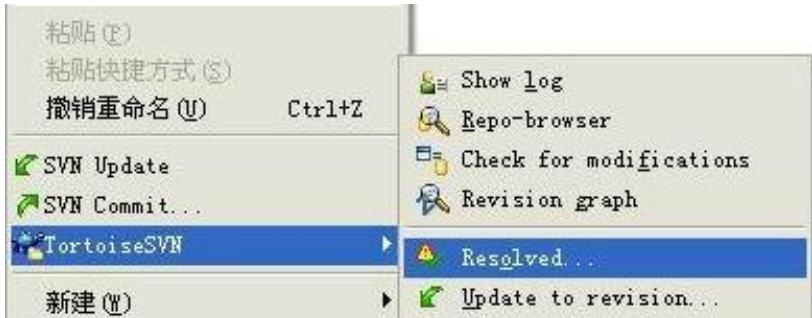 粘贴(P)
粘贴快捷方式(S)
撤销重命名(U) Ctrl+Z
SVN Update
SVN Commit...
TortoiseSVN
新建(W)
Show log
Repo-browser
Check for modifications
Revision graph
Resolved...
Update to revision...